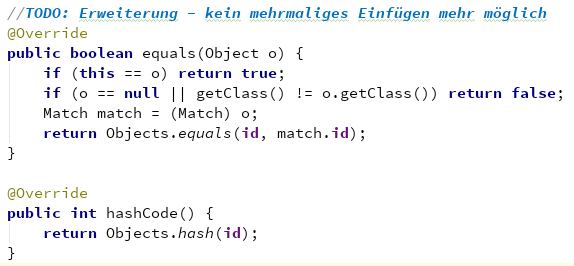 //TODO: Erweiterung - kein mehrmaliges Einfügen mehr möglich
@Override
public boolean equals(Object o) {
    if (this == o) return true;
    if (o == null || getClass() != o.getClass()) return false;
    Match match = (Match) o;
    return Objects.equals(id, match.id);
}

@Override
public int hashCode() {
    return Objects.hash(id);
}